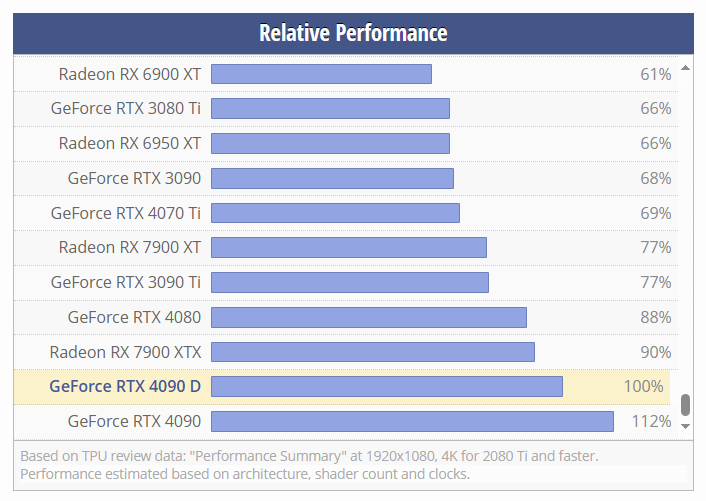 Relative Performance
Radeon RX 6900 XT 61%
GeForce RTX 3080 Ti 66%
Radeon RX 6950 XT 66%
GeForce RTX 3090 68%
GeForce RTX 4070 Ti 69%
Radeon RX 7900 XT 77%
GeForce RTX 3090 Ti 77%
GeForce RTX 4080 88%
Radeon RX 7900 XTX 90%
GeForce RTX 4090 D 100%
GeForce RTX 4090 112%
Based on TPU review data: "Performance Summary" at 1920x1080, 4K for 2080 Ti and faster.
Performance estimated based on architecture, shader count and clocks.